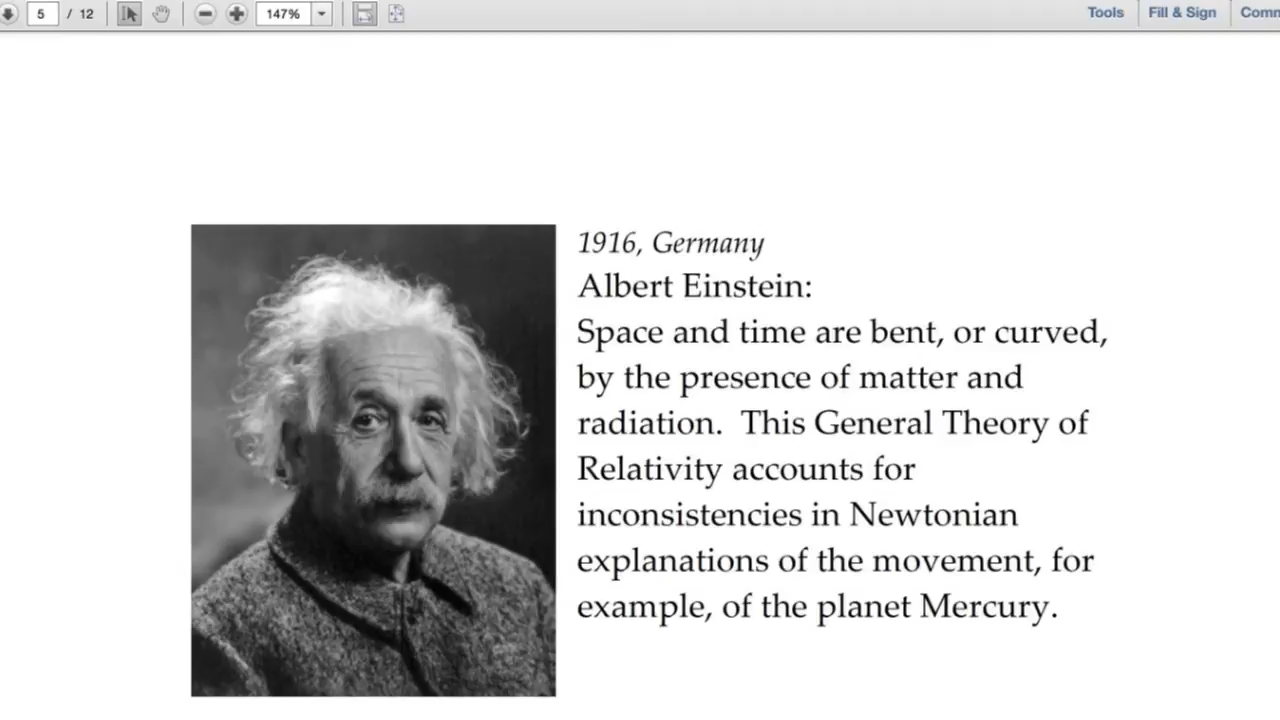 5 / 12 147% Tools Fill & Sign
1916, Germany
Albert Einstein:
Space and time are bent, or curved,
by the presence of matter and
radiation.  This General Theory of
Relativity accounts for
inconsistencies in Newtonian
explanations of the movement, for
example, of the planet Mercury.